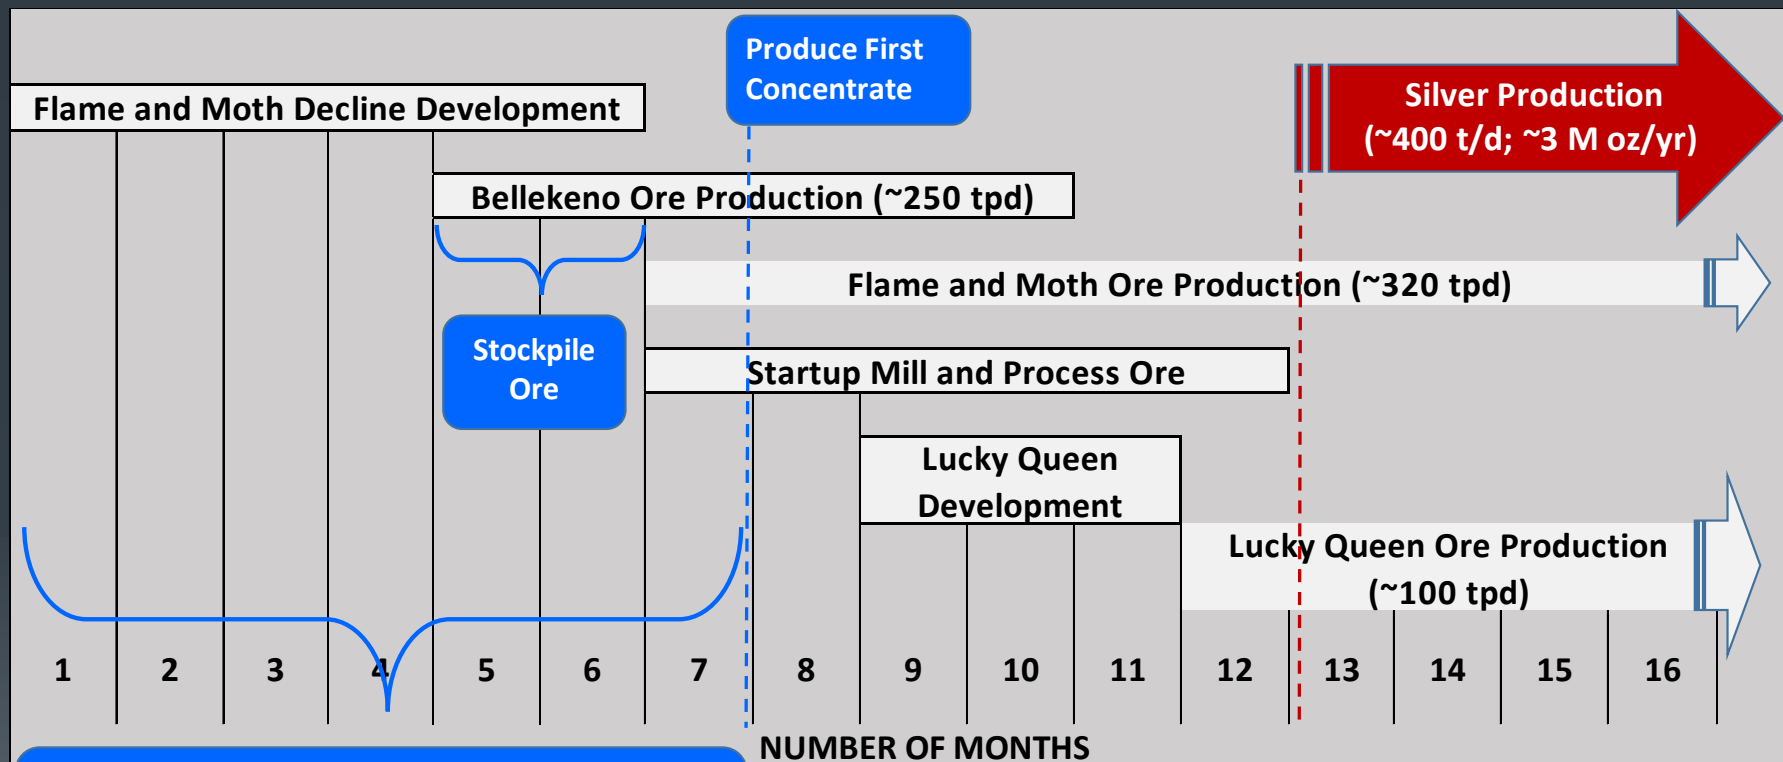 Produce First
Concentrate
Silver Production
(~400 t/d; ~3 M oz/yr)
Flame and Moth Decline Development
Bellekeno Ore Production (~250 tpd)
Flame and Moth Ore Production (~320 tpd)
Stockpile
Ore
Startup Mill and Process Ore
Lucky Queen
Development
Lucky Queen Ore Production
(~100 tpd)
1 2 3 4 5 6 7 8 9 10 11 12 13 14 15 16
NUMBER OF MONTHS